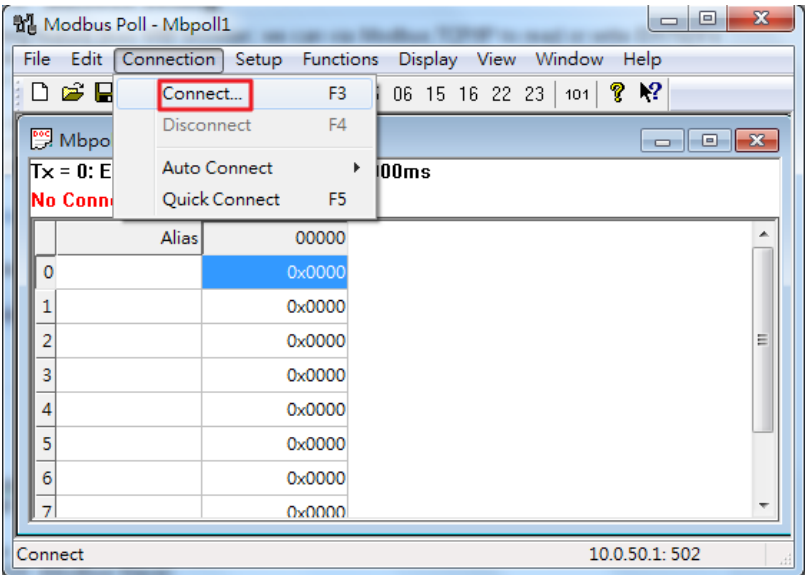 Modbus Poll - Mbpoll1
File Edit Connection Setup Functions Display View Window Help
Connect... F3
06 15 16 22 23 101
Disconnect F4
Auto Connect
Quick Connect F5
Mbpo
Tx = 0: E 000ms
No Conn
Alias 00000
0 0x0000
1 0x0000
2 0x0000
3 0x0000
4 0x0000
5 0x0000
6 0x0000
7 0x0000
Connect 10.0.50.1: 502